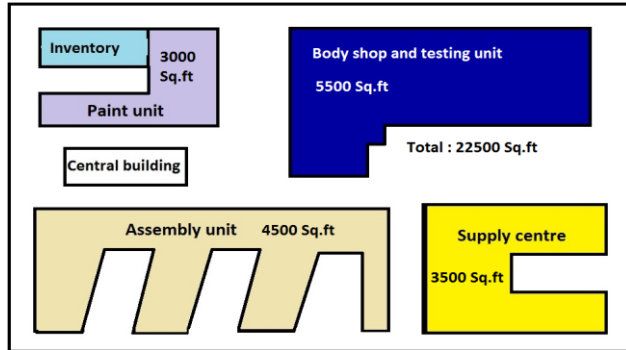 Inventory
3000
Sq.ft
Paint unit
Body shop and testing unit
5500 Sq.ft
Total : 22500 Sq.ft
Central building
Assembly unit 4500 Sq.ft
Supply centre
3500 Sq.ft